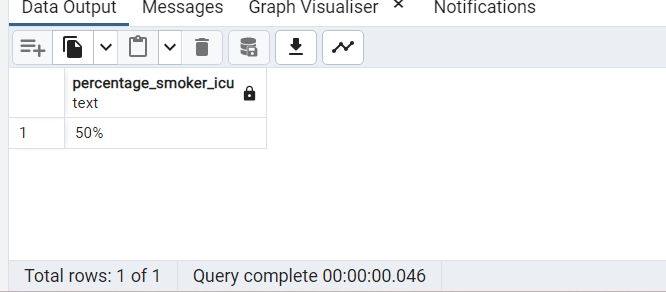 Data Output Messages Graph Visualiser × Notifications
percentage_smoker_icu
text
1 50%
Total rows: 1 of 1 Query complete 00:00:00.046